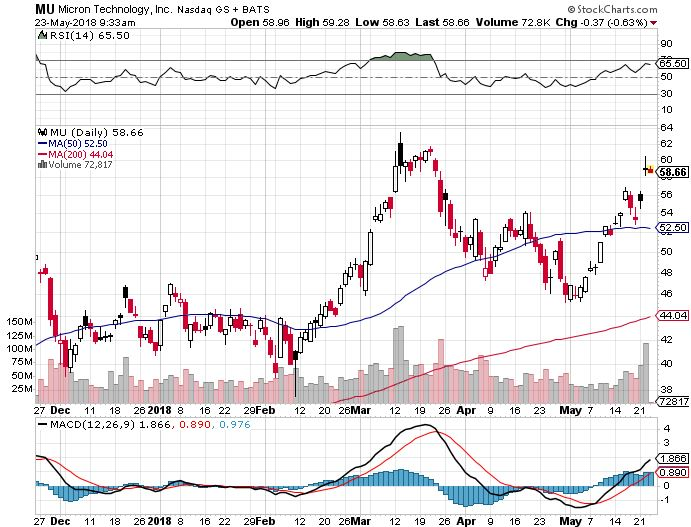 MU Micron Technology, Inc. Nasdaq GS + BATS © StockCharts.com
23-May-2018 9:33am Open 58.96 High 59.28 Low 58.63 Last 58.66 Volume 72.8K Chg -0.37 (-0.63%)
RSI(14) 65.50
90
65.50
50
30
10
MU (Daily) 58.66
MA(50) 52.50
MA(200) 44.04
Volume 72,817
64
62
60
58.66
56
54
52.50
50
48
46
44.04
42
40
38
150M
125M
100M
75M
50M
25M
72817
27 Dec 11 18 26 2018 8 16 22 29 Feb 12 20 26 Mar 12 19 26 Apr 9 16 23 May 7 14 21
MACD(12,26,9) 1.866, 0.890, 0.976
4
3
1.866
0.890
0
-1
27 Dec 11 18 26 2018 8 16 22 29 Feb 12 20 26 Mar 12 19 26 Apr 9 16 23 May 7 14 21